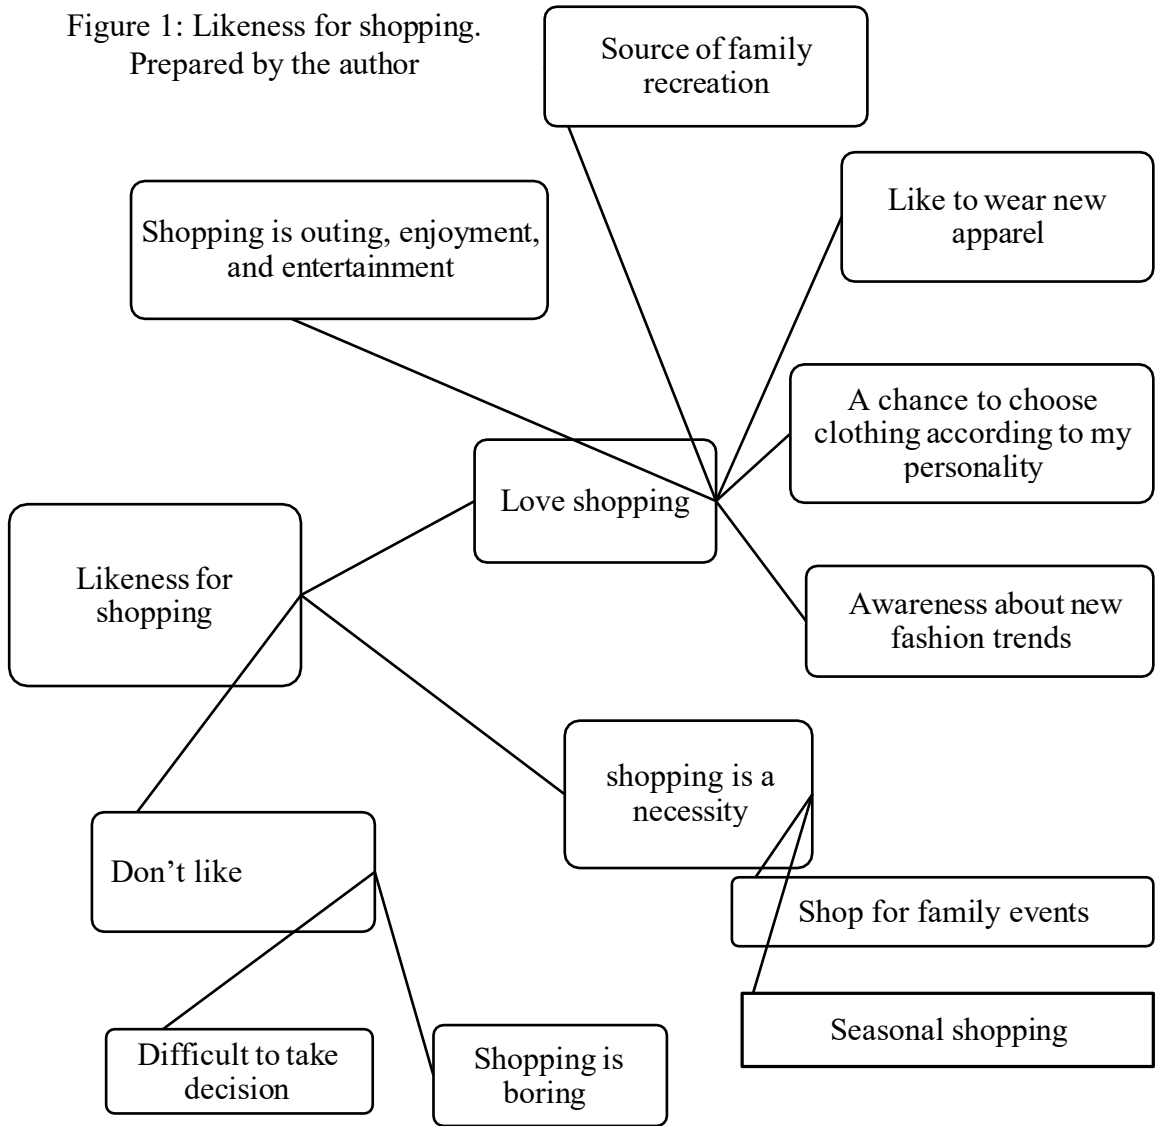 Figure 1: Likeness for shopping.
Prepared by the author
Source of family
recreation
Like to wear new
apparel
Shopping is outing, enjoyment,
and entertainment
A chance to choose
clothing according to my
personality
Love shopping
Likeness for
shopping
Awareness about new
fashion trends
shopping is a
necessity
Don’t like
Shop for family events
Seasonal shopping
Difficult to take
decision
Shopping is
boring